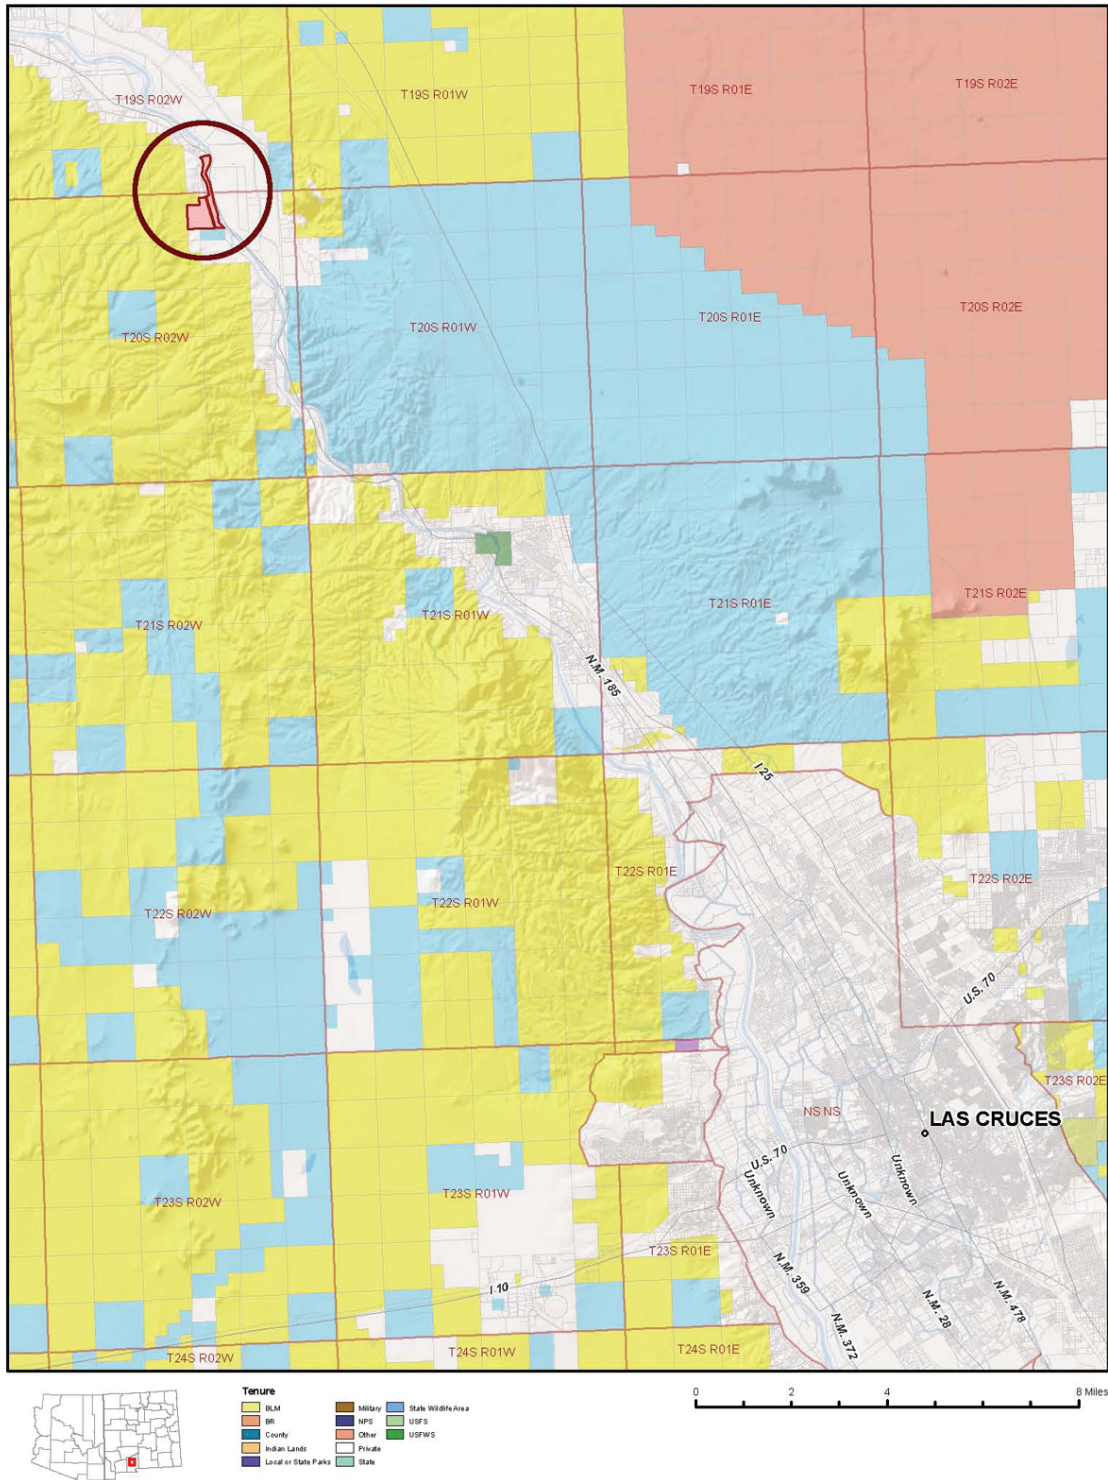 T19S R02W
T19S R01W
T19S R01E
T19S R02E
T20S R02W
T20S R01W
T20S R01E
T20S R02E
T21S R02W
T21S R01W
T21S R01E
T21S R02E
N.M. 185
I 25
T22S R02W
T22S R01W
T22S R01E
T22S R02E
U.S. 70
T23S R02E
NS NS
LAS CRUCES
U.S. 70
Unknown
Unknown
Unknown
T23S R02W
T23S R01W
T23S R01E
I 10
N.M. 359
N.M. 28
N.M. 478
N.M. 372
T24S R02W
T24S R01W
T24S R01E
Tenure
BLM
BR
County
Indian Lands
Local or State Parks
Military
NPS
Other
Private
State
State Wildlife Area
USFS
USFWS
0 2 4 8 Miles